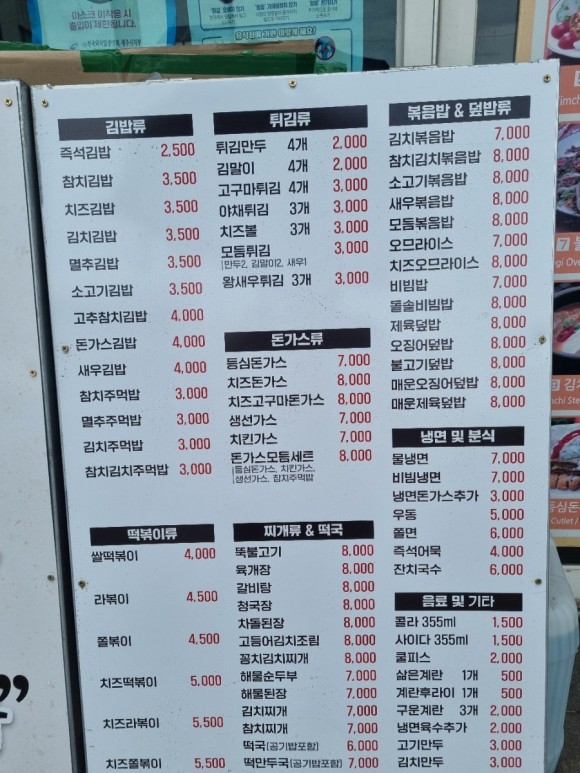 마스크 미착용 시
출입이 제한됩니다.
김밥류
즉석김밥 2,500
참치김밥 3,500
치즈김밥 3,500
김치김밥 3,500
멸추김밥 3,500
소고기김밥 3,500
고추참치김밥 4,000
돈가스김밥 4,000
새우김밥 4,000
참치주먹밥 3,000
멸추주먹밥 3,000
김치주먹밥 3,000
참치김치주먹밥 3,000
떡볶이류
쌀떡볶이 4,000
라볶이 4,500
쫄볶이 4,500
치즈떡볶이 5,000
치즈라볶이 5,500
치즈쫄볶이 5,500
튀김류
튀김만두 4개 2,000
김말이 4개 2,000
고구마튀김 4개 3,000
야채튀김 3개 3,000
치즈볼 3개 3,000
모둠튀김 3,000
만두2, 김말이2, 새우1
왕새우튀김 3개 3,000
돈가스류
등심돈가스 7,000
치즈돈가스 8,000
치즈고구마돈가스 8,000
생선가스 7,000
치킨가스 7,000
돈가스모듬세트 8,000
등심돈가스, 치킨가스,
생선가스, 참치주먹밥
찌개류 & 떡국
뚝불고기 8,000
육개장 8,000
갈비탕 8,000
청국장 8,000
차돌된장 8,000
고등어김치조림 8,000
꽁치김치찌개 8,000
해물순두부 7,000
해물된장 7,000
김치찌개 7,000
참치찌개 7,000
떡국(공기밥포함) 6,000
떡만두국(공기밥포함) 7,000
볶음밥 & 덮밥류
김치볶음밥 7,000
참치김치볶음밥 8,000
소고기볶음밥 8,000
새우볶음밥 8,000
모둠볶음밥 8,000
오므라이스 7,000
치즈오므라이스 8,000
비빔밥 7,000
돌솥비빔밥 8,000
제육덮밥 8,000
오징어덮밥 8,000
불고기덮밥 8,000
매운오징어덮밥 8,000
매운제육덮밥 8,000
냉면 및 분식
물냉면 7,000
비빔냉면 7,000
냉면돈가스추가 3,000
우동 5,000
쫄면 6,000
즉석어묵 4,000
잔치국수 6,000
음료 및 기타
콜라 355ml 1,500
사이다 355ml 1,500
쿨피스 2,000
삶은계란 1개 500
계란후라이 1개 500
구운계란 3개 2,000
냉면육수추가 2,000
고기만두 3,000
김치만두 3,000